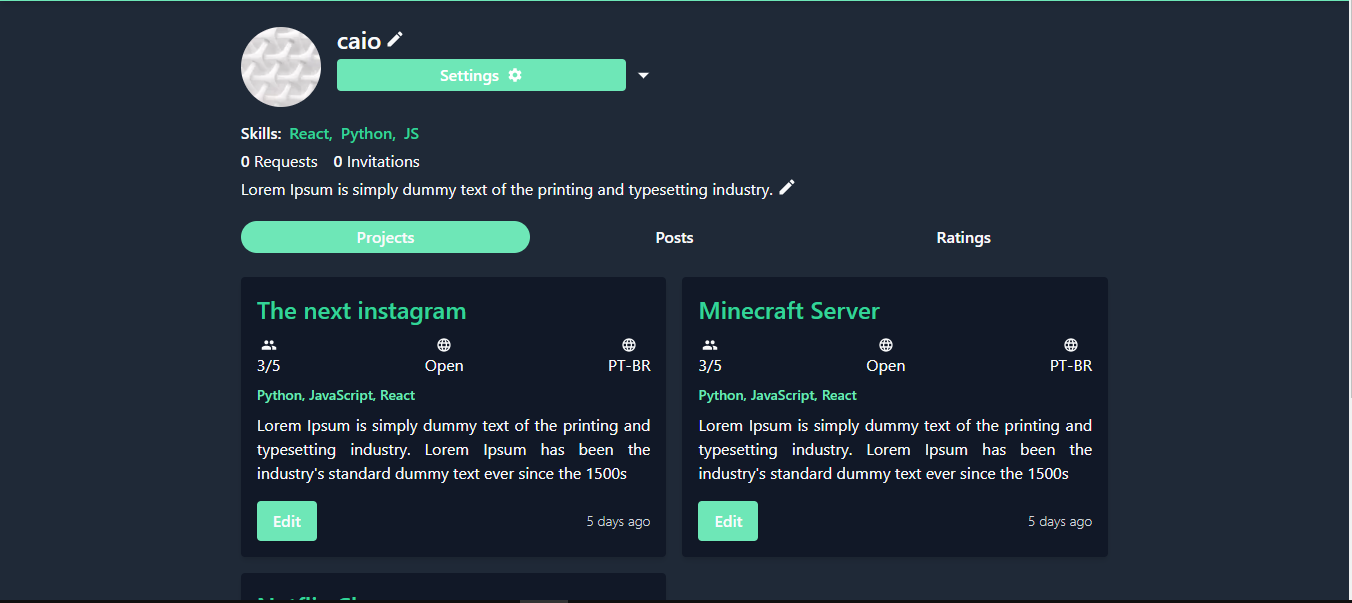 caio
Settings
Skills: React, Python, JS
0 Requests 0 Invitations
Lorem Ipsum is simply dummy text of the printing and typesetting industry.
Projects Posts Ratings
The next instagram
3/5 Open PT-BR
Python, JavaScript, React
Lorem Ipsum is simply dummy text of the printing and
typesetting industry. Lorem Ipsum has been the
industry's standard dummy text ever since the 1500s
Edit 5 days ago
Minecraft Server
3/5 Open PT-BR
Python, JavaScript, React
Lorem Ipsum is simply dummy text of the printing and
typesetting industry. Lorem Ipsum has been the
industry's standard dummy text ever since the 1500s
Edit 5 days ago